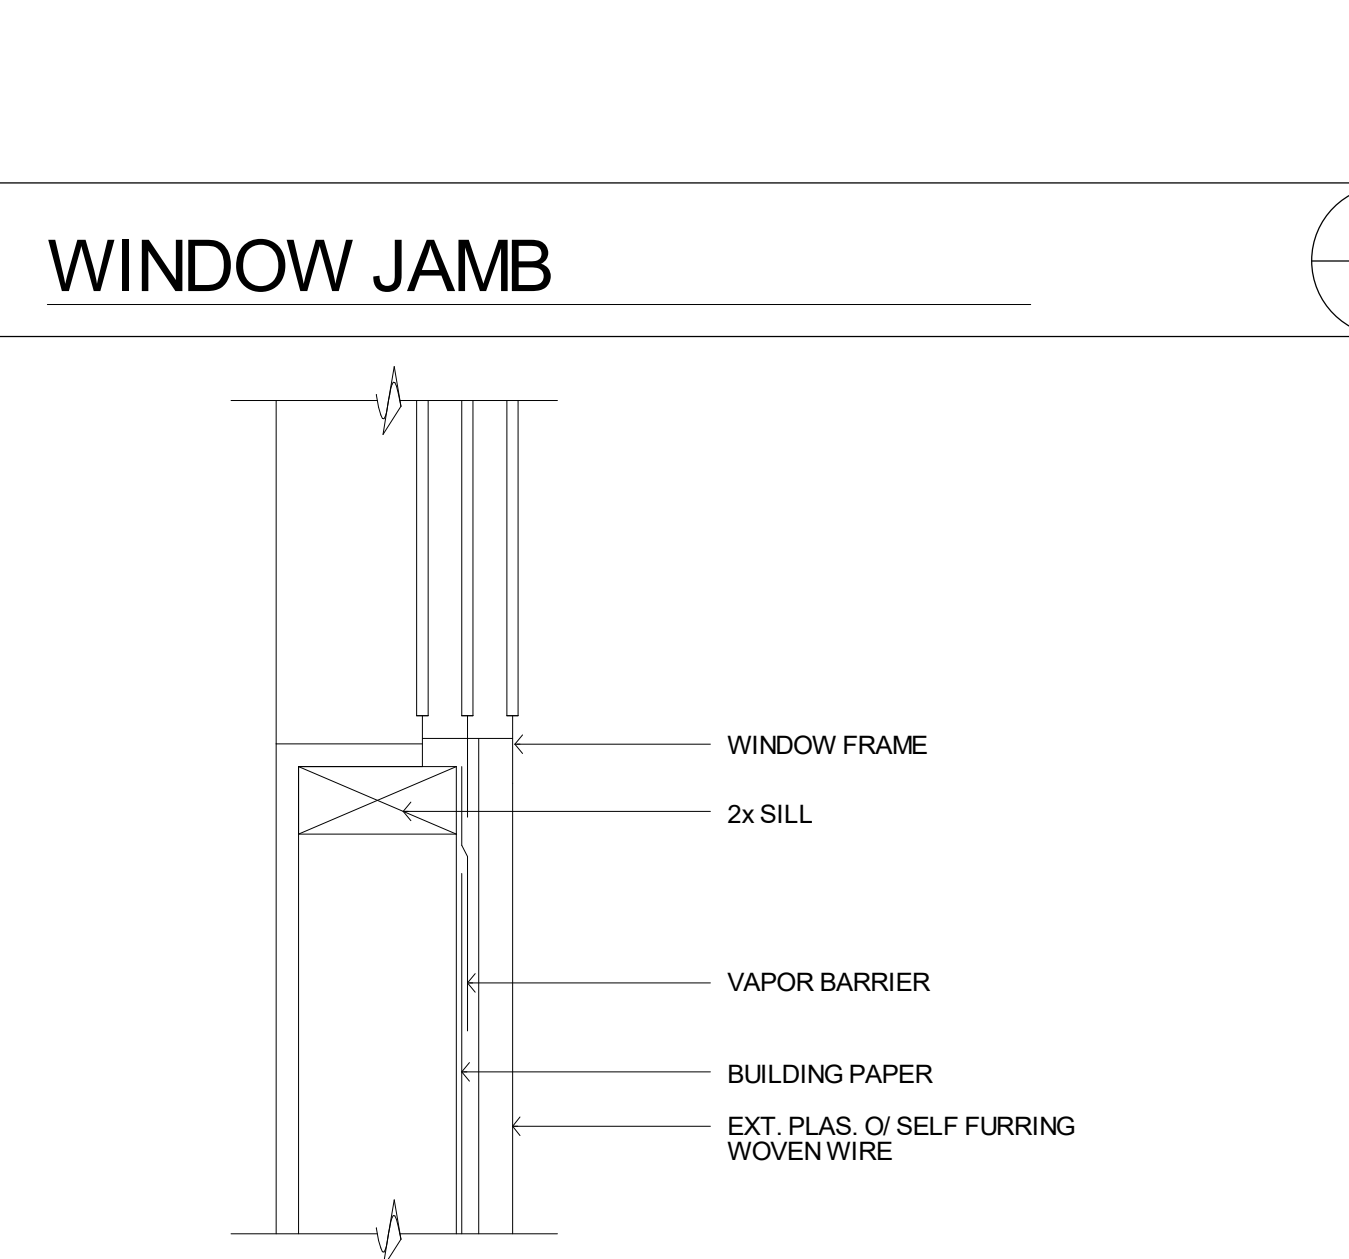 WINDOW JAMB
WINDOW FRAME
2x SILL
VAPOR BARRIER
BUILDING PAPER
EXT. PLAS. O/ SELF FURRING
WOVEN WIRE